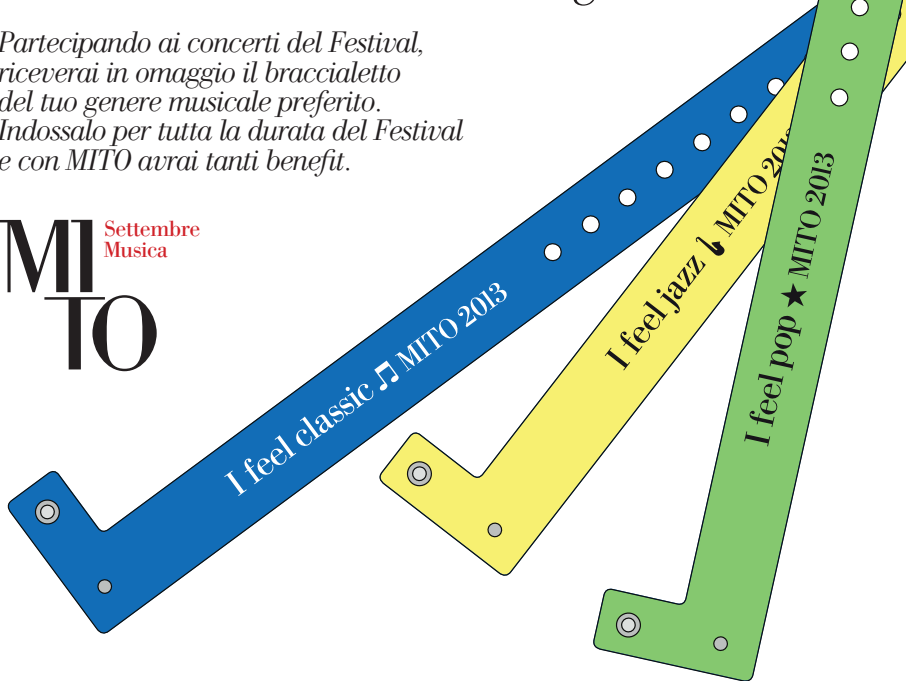 Partecipando ai concerti del Festival,
riceverai in omaggio il braccialetto
del tuo genere musicale preferito.
Indossalo per tutta la durata del Festival
e con MITO avrai tanti benefit.
MI
TO
Settembre
Musica
I feel classic ♫ MITO 2013
I feel jazz MITO
I feel pop ★ MITO 2013